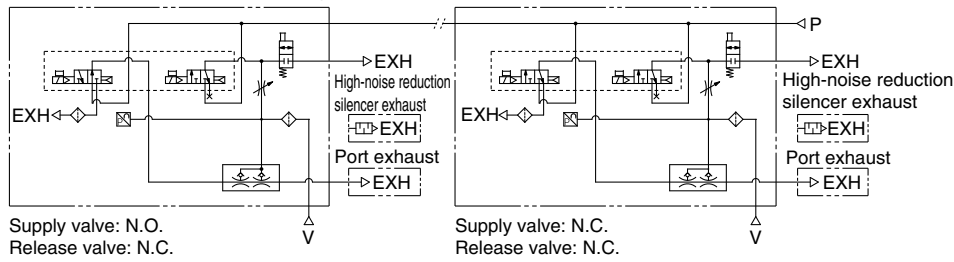 P
EXH
High-noise reduction
silencer exhaust
EXH
EXH
Port exhaust
EXH
V
Supply valve: N.O.
Release valve: N.C.
EXH
High-noise reduction
silencer exhaust
EXH
EXH
Port exhaust
EXH
V
Supply valve: N.C.
Release valve: N.C.